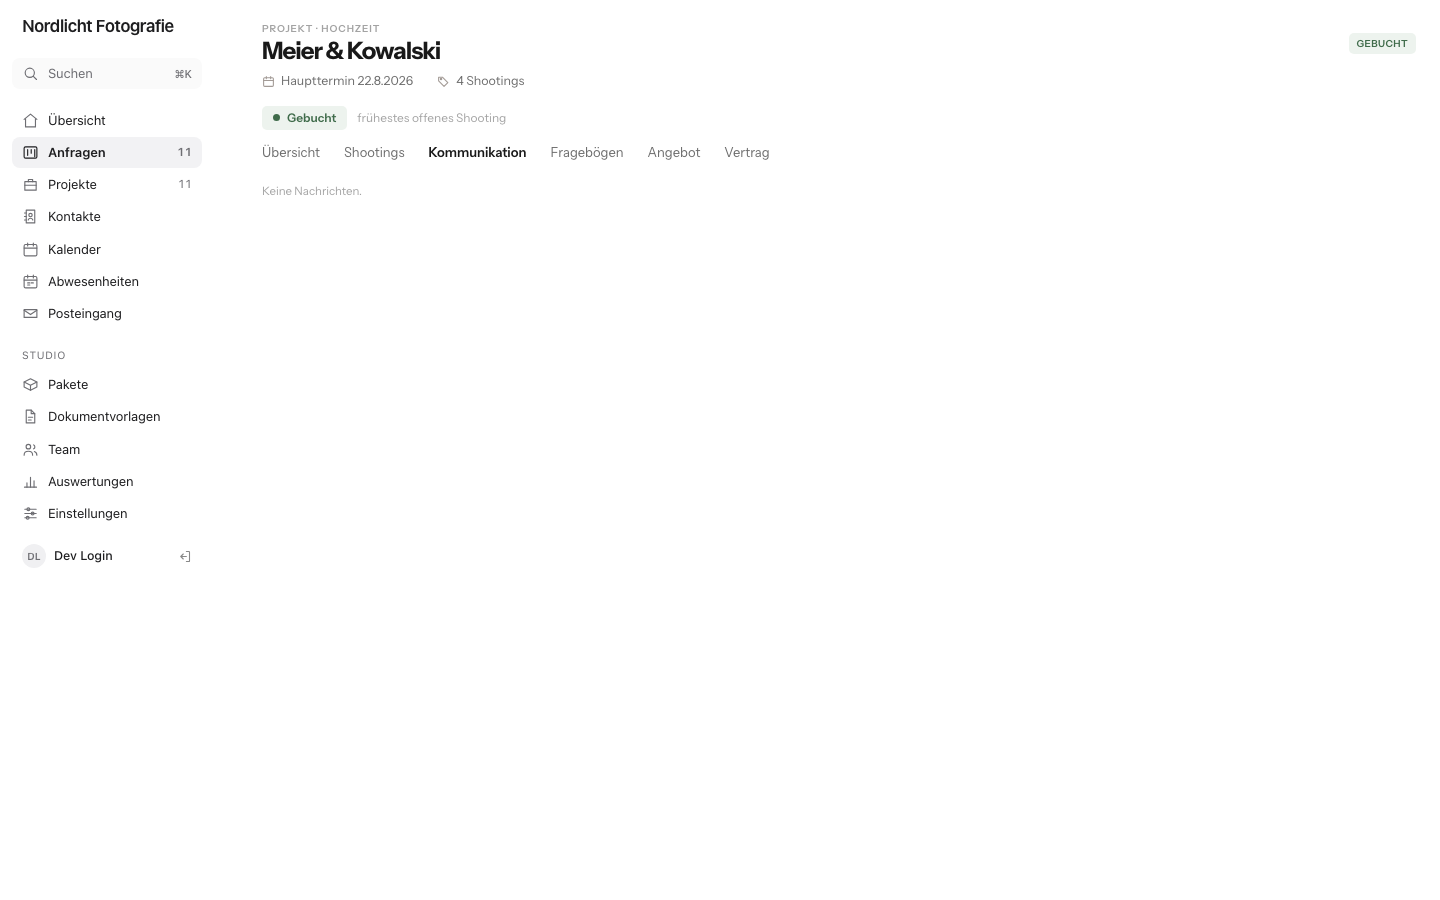 Nordlicht Fotografie
Suchen ⌘K
Übersicht
Anfragen 11
Projekte 11
Kontakte
Kalender
Abwesenheiten
Posteingang
STUDIO
Pakete
Dokumentvorlagen
Team
Auswertungen
Einstellungen
DL Dev Login
PROJEKT · HOCHZEIT
Meier & Kowalski
GEBUCHT
Haupttermin 22.8.2026 4 Shootings
Gebucht frühestes offenes Shooting
Übersicht Shootings Kommunikation Fragebögen Angebot Vertrag
Keine Nachrichten.